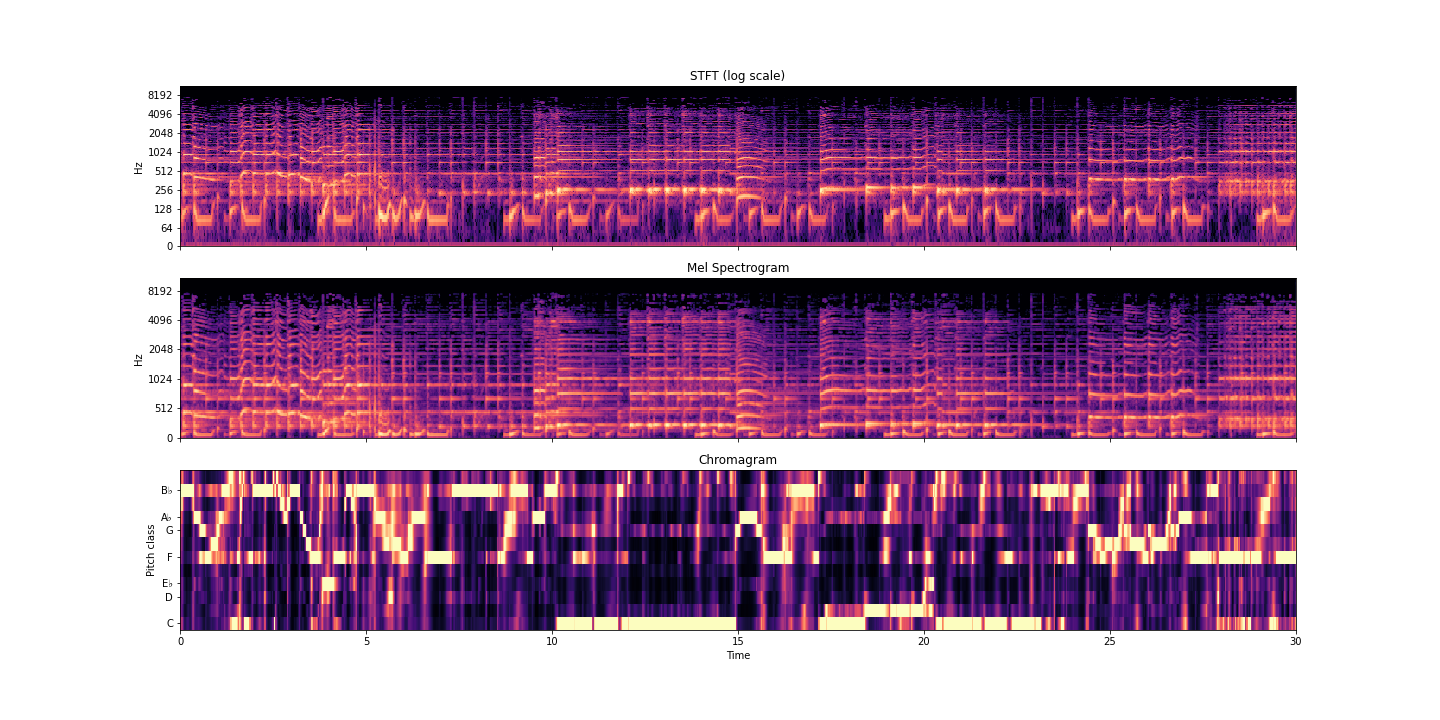 STFT (log scale)
8192
4096
2048
1024
512
256
128
64
0
Hz
Mel Spectrogram
8192
4096
2048
1024
512
0
Hz
Chromagram
B♭
A♭
G
F
E♭
D
C
Pitch class
0 5 10 15 20 25 30
Time